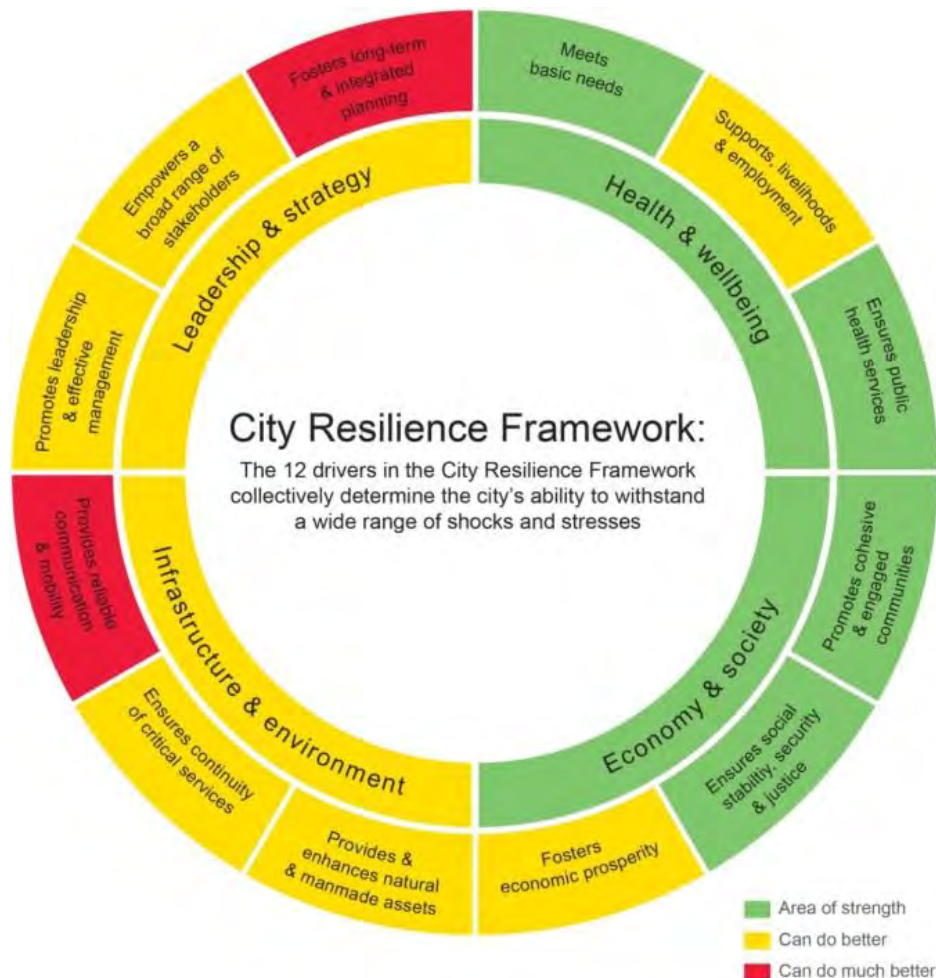 City Resilience Framework:
The 12 drivers in the City Resilience Framework
collectively determine the city's ability to withstand
a wide range of shocks and stresses
Health & wellbeing
Meets
basic needs
Supports, livelihoods
& employment
Ensures public
health services
Economy & society
Promotes cohesive
& engaged
communities
Ensures social
stabiltiy, security
& justice
Fosters
economic prosperity
Infrastructure & environment
Provides &
enhances natural
& manmade assets
Ensures continuity
of critical services
Provides reliable
communication
& mobility
Leadership & strategy
Promotes leadership
& effective
management
Empowers a
broad range of
stakeholders
Fosters long-term
& integrated
planning
Area of strength
Can do better
Can do much better